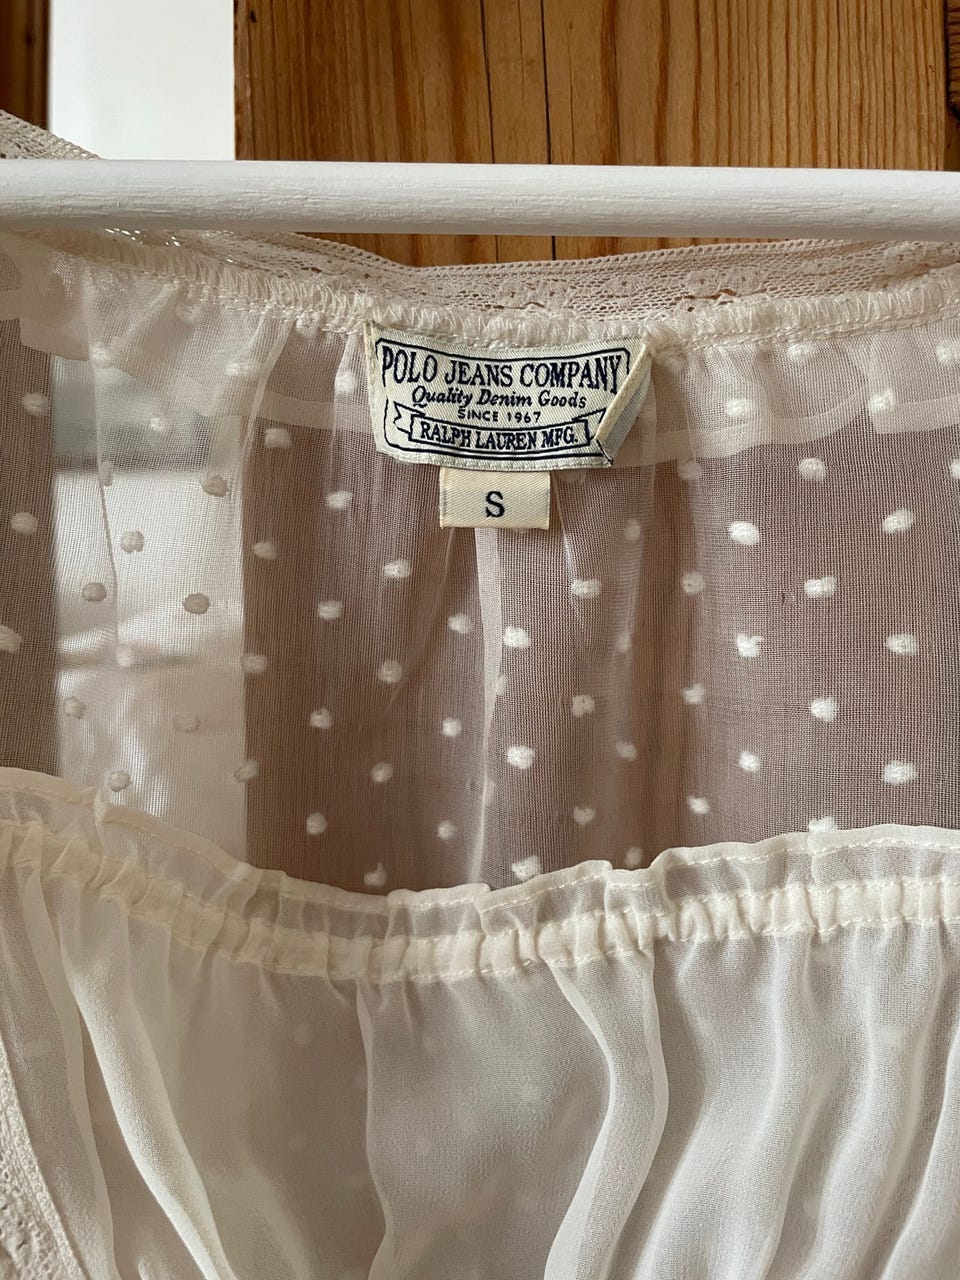 POLO JEANS COMPANY
Quality Denim Goods
SINCE 1967
RALPH LAUREN MFG.
S